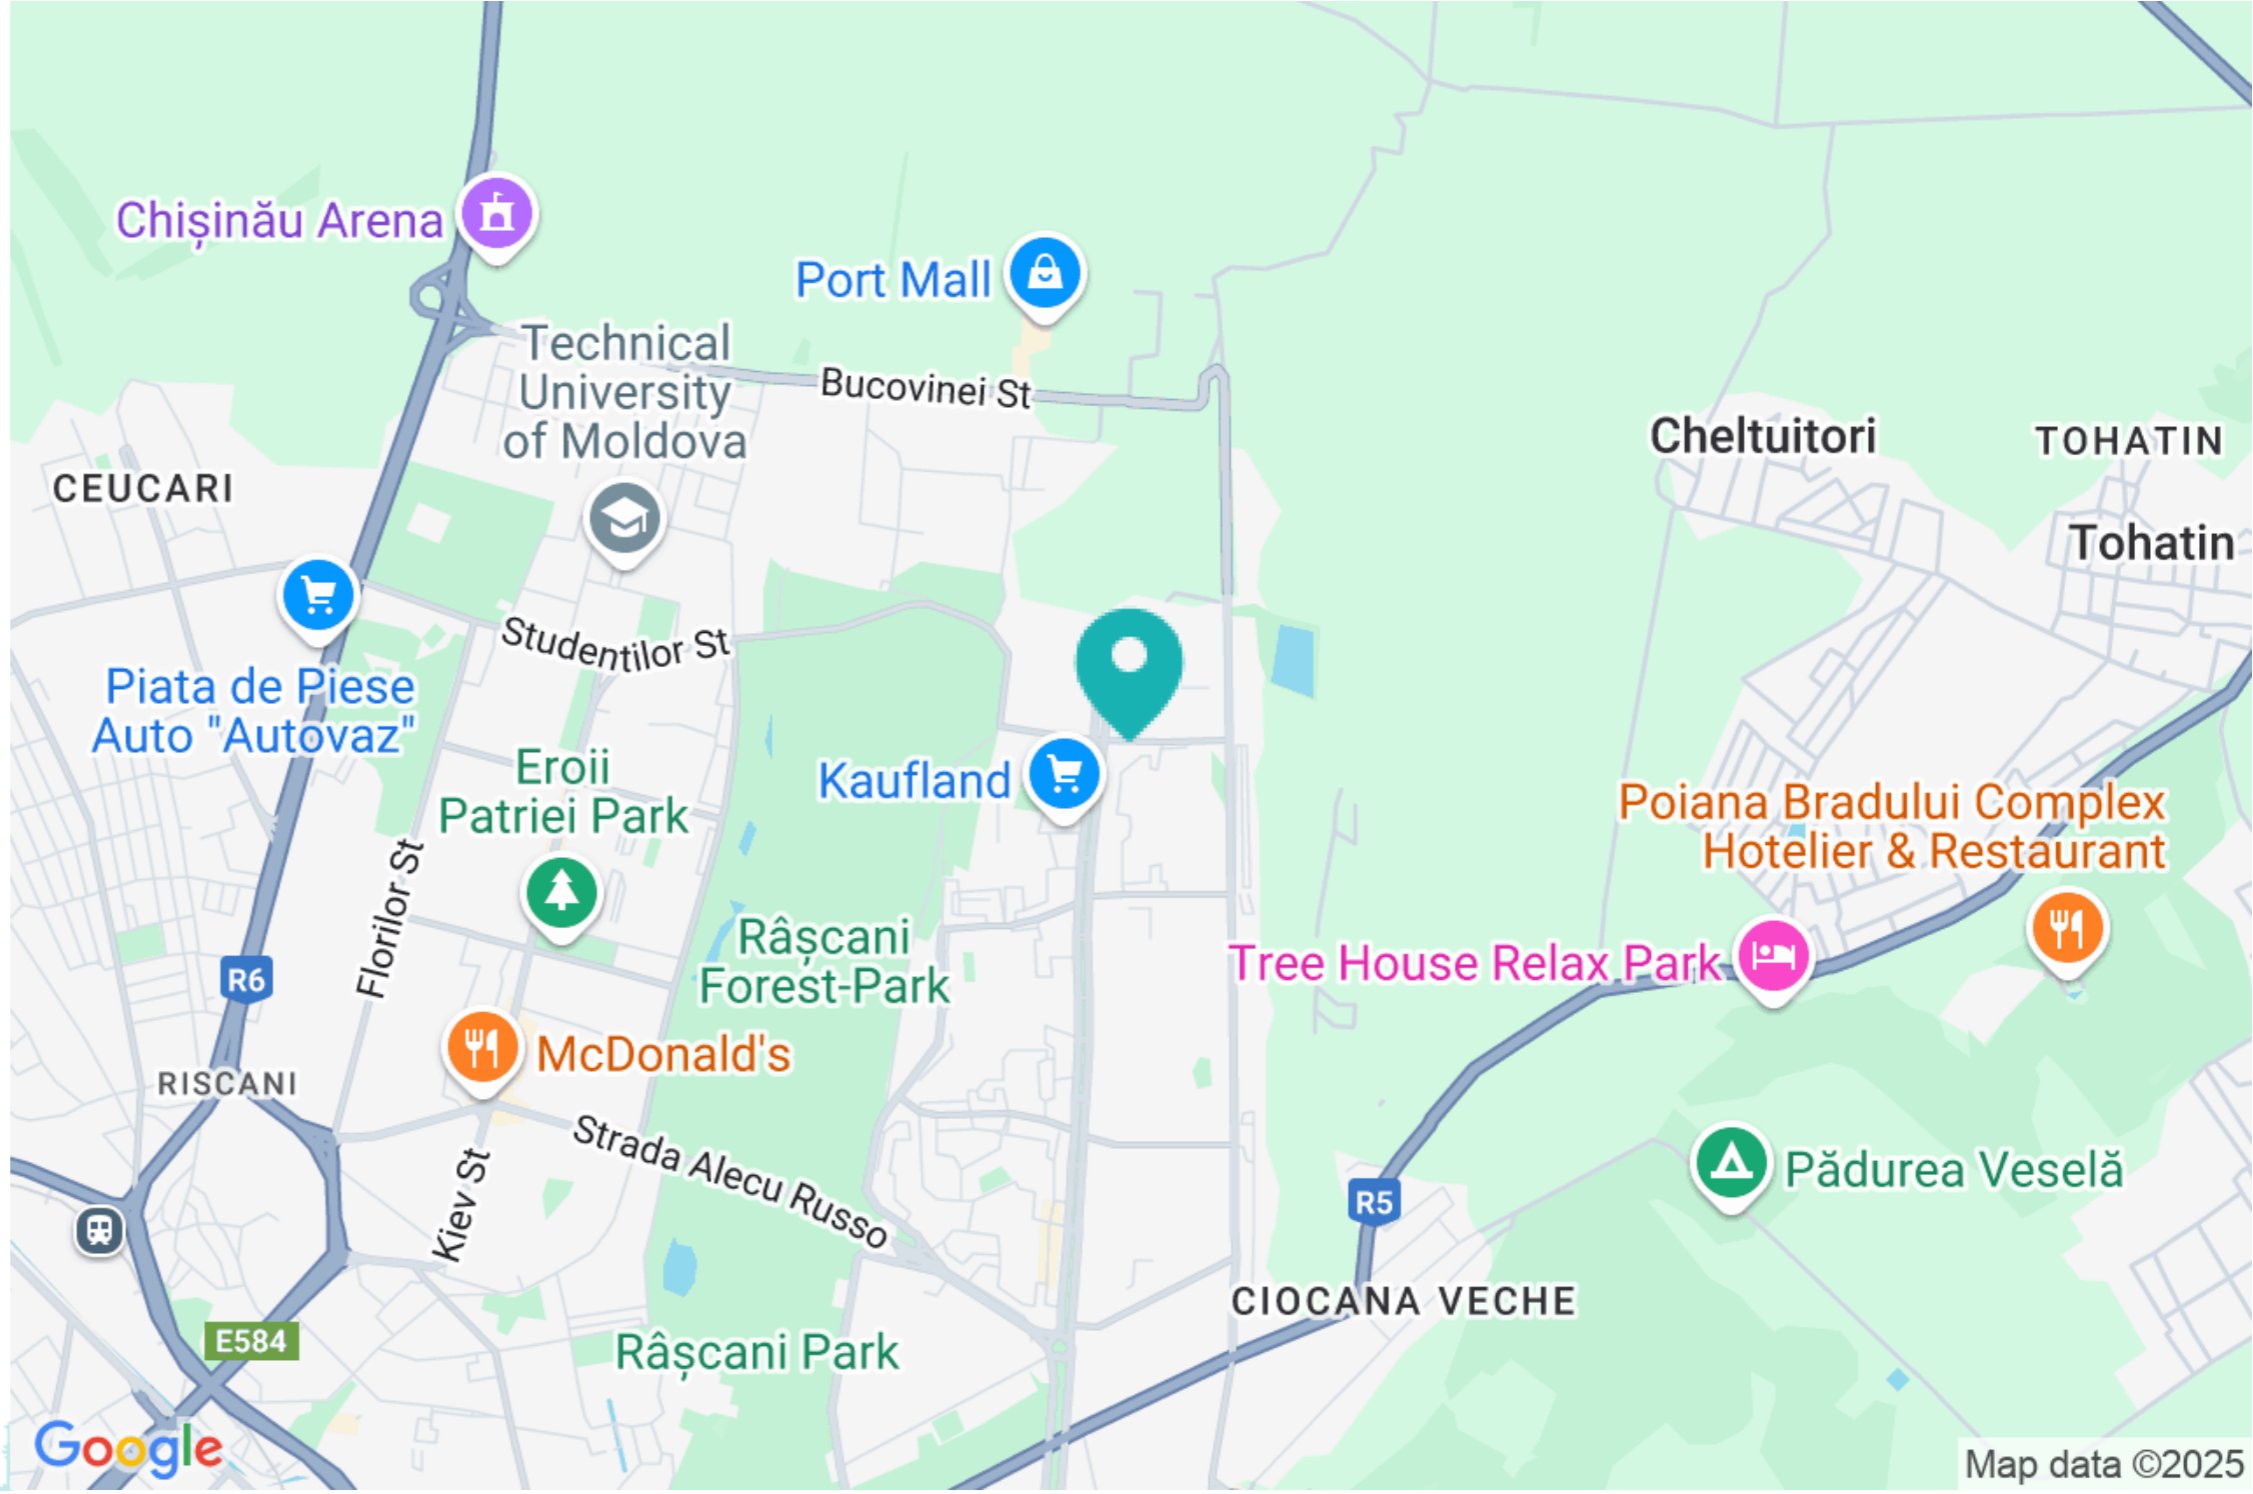 Chișinău Arena
Port Mall
Technical
University
of Moldova
Bucovinei St
Cheltuitori
TOHATIN
CEUCARI
Tohatin
Studentilor St
Piata de Piese
Auto "Autovaz"
Eroii
Patriei Park
Kaufland
Poiana Bradului Complex
Hotelier & Restaurant
Florilor St
Râșcani
Forest-Park
Tree House Relax Park
R6
McDonald's
RISCANI
Strada Alecu Russo
Kiev St
Pădurea Veselă
R5
CIOCANA VECHE
E584
Râșcani Park
Google
Map data ©2025